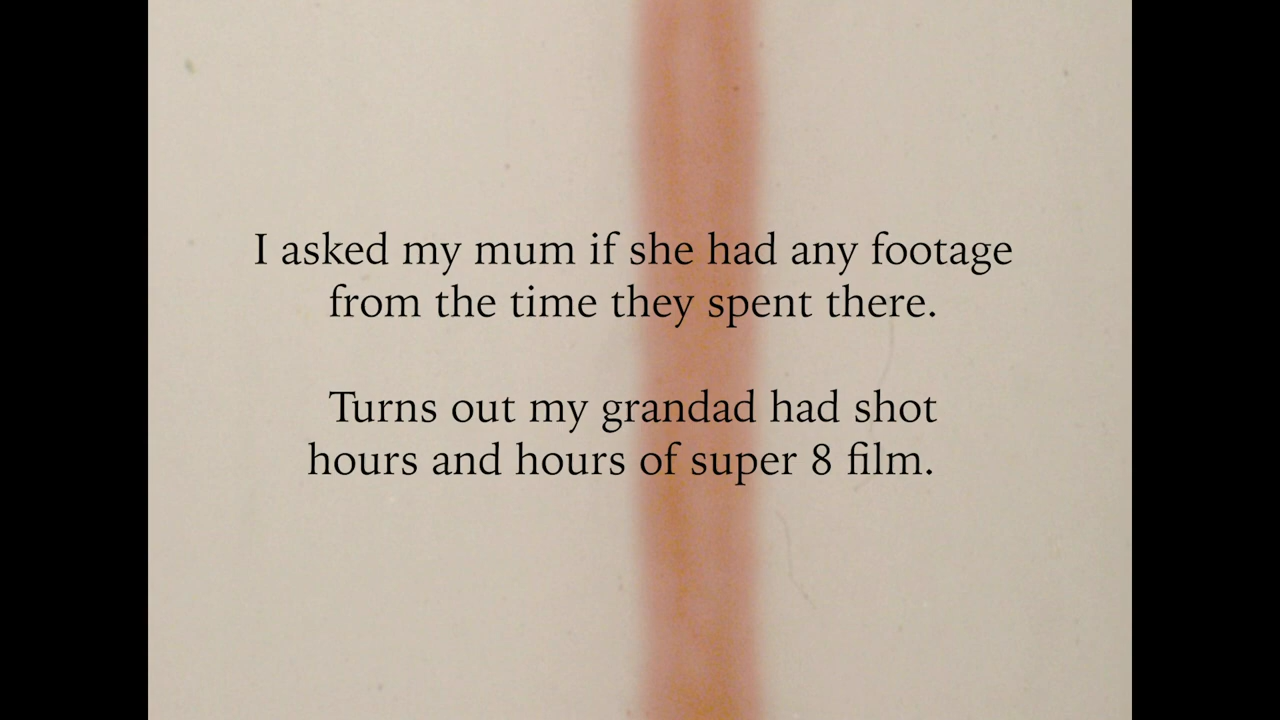 I asked my mum if she had any footage
from the time they spent there.
Turns out my grandad had shot
hours and hours of super 8 film.